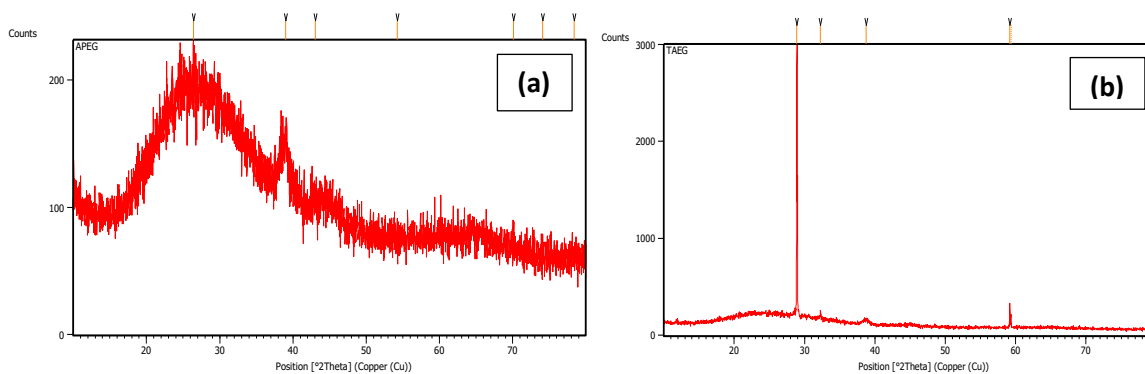 Counts
APEG
(a)
200
100
0
20 30 40 50 60 70
Position [°2Theta] (Copper (Cu))
Counts
TAEG
(b)
3000
2000
1000
0
20 30 40 50 60 70
Position [°2Theta] (Copper (Cu))